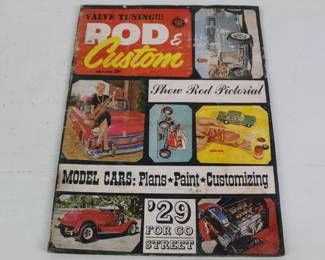 VALVE TUNING!!!
ROD &
Custom
Show Rod Pictorial
MODEL CARS: Plans★Paint★Customizing
'29
FOR GO
STREET